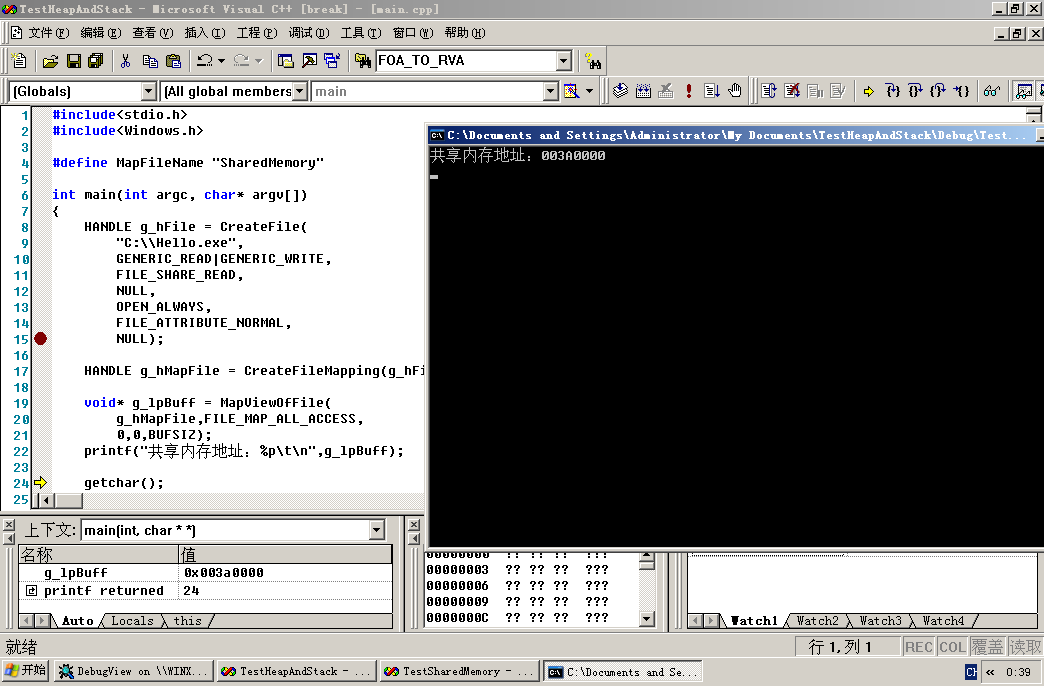 TestHeapAndStack - Microsoft Visual C++ [break] - [main.cpp]
文件(F) 编辑(E) 查看(V) 插入(I) 工程(P) 调试(D) 工具(T) 窗口(W) 帮助(H)
FOA_TO_RVA
(Globals) (All global members main
1 #include<stdio.h>
2 #include<Windows.h>
3
4 #define MapFileName "SharedMemory"
5
6 int main(int argc, char* argv[])
7 {
8 HANDLE g_hFile = CreateFile(
9 "C:\\Hello.exe",
10 GENERIC_READ|GENERIC_WRITE,
11 FILE_SHARE_READ,
12 NULL,
13 OPEN_ALWAYS,
14 FILE_ATTRIBUTE_NORMAL,
15 NULL);
16
17 HANDLE g_hMapFile = CreateFileMapping(g_hFi
18
19 void* g_lpBuff = MapViewOfFile(
20 g_hMapFile,FILE_MAP_ALL_ACCESS,
21 0,0,BUFSIZ);
22 printf("共享内存地址: %p\t\n",g_lpBuff);
23
24 getchar();
25
C:\Documents and Settings\Administrator\My Documents\TestHeapAndStack\Debug\Test...
共享内存地址: 003A0000
上下文: main(int, char * *)
名称 值
g_lpBuff 0x003a0000
printf returned 24
Auto Locals this
00000000 ?? ?? ?? ???
00000003 ?? ?? ?? ???
00000006 ?? ?? ?? ???
00000009 ?? ?? ?? ???
0000000C ?? ?? ?? ???
Watch1 Watch2 Watch3 Watch4
就绪 行 1, 列 1 REC COL 覆盖 读取
开始 DebugView on \\WINX... TestHeapAndStack - ... TestSharedMemory - ... C:\Documents and Se... CH « 0:39